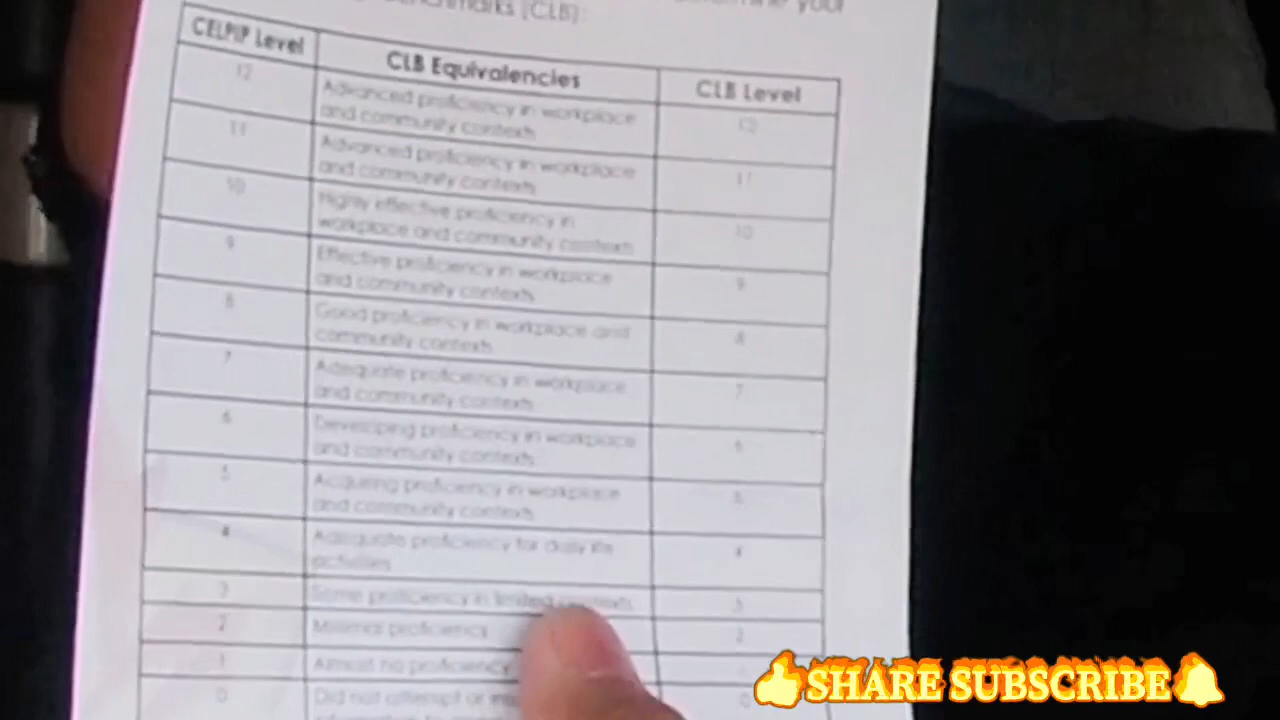 your
(CLB):
CELPIP Level CLB Equivalencies CLB Level
12 Advanced proficiency in workplace 12
and community contexts
11 Advanced proficiency in workplace 11
and community contexts
10 Highly effective proficiency in 10
workplace and community contexts
9 Effective proficiency in workplace 9
and community contexts
8 Good proficiency in workplace and 8
community contexts
7 Adequate proficiency in workplace 7
and community contexts
6 Developing proficiency in workplace 6
and community contexts
5 Acquiring proficiency in workplace 5
and community contexts
4 Adequate proficiency for daily life 4
activities
3 Some proficiency in limited contexts 3
2 Minimal proficiency 2
1 Almost no proficiency
0 Did not attempt or 0
SHARE SUBSCRIBE